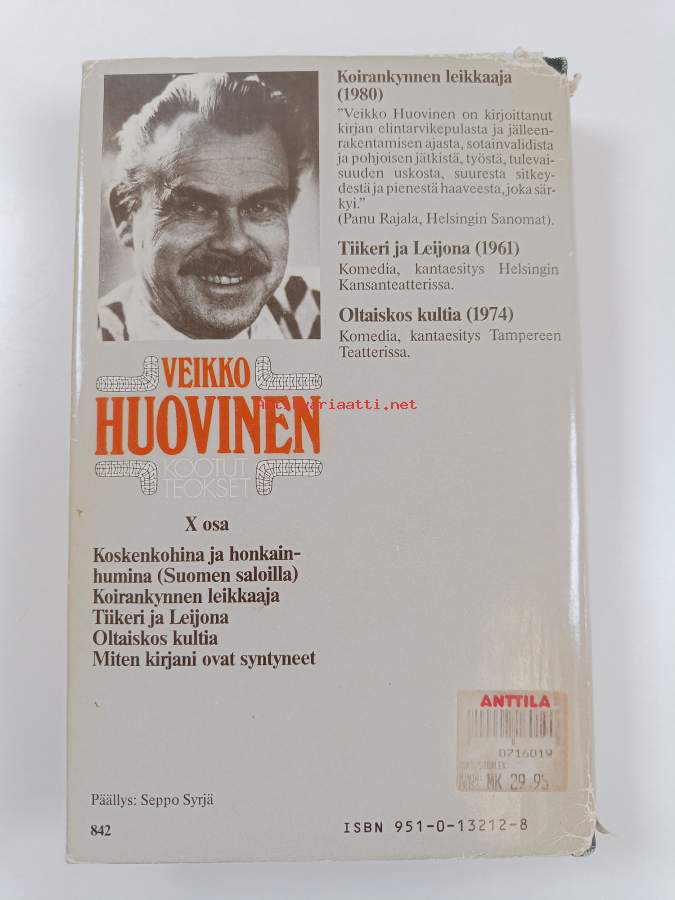 Koirankynnen leikkaaja
(1980)
”Veikko Huovinen on kirjoittanut
kirjan elintarvikepulasta ja jälleen-
rakentamisen ajasta, sotainvalidista
ja pohjoisen jätkistä, työstä, tulevai-
suuden uskosta, suuresta sitkey-
destä ja pienestä haaveesta, joka sär-
kyi.”
(Panu Rajala, Helsingin Sanomat).
Tiikeri ja Leijona (1961)
Komedia, kantaesitys Helsingin
Kansanteatterissa.
Oltaiskos kultia (1974)
Komedia, kantaesitys Tampereen
Teatterissa.
VEIKKO
HUOVINEN
KOOTUT
TEOKSET
Antikvariaatti.net
X osa
Koskenkohina ja honkain-
humina (Suomen saloilla)
Koirankynnen leikkaaja
Tiikeri ja Leijona
Oltaiskos kultia
Miten kirjani ovat syntyneet
ANTTILA
0716019
MK 29.95
Päällys: Seppo Syrjä
842
ISBN 951-0-13212-8